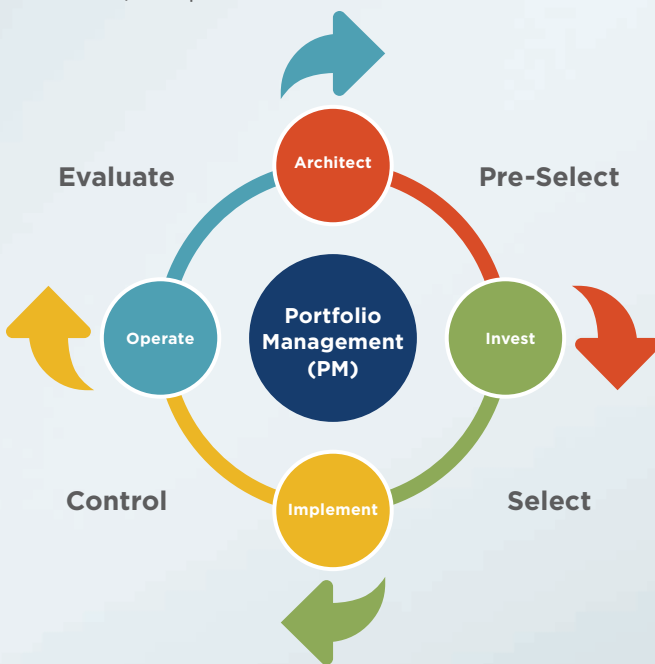 Architect
Evaluate
Pre-Select
Operate
Portfolio
Management
(PM)
Invest
Control
Select
Implement